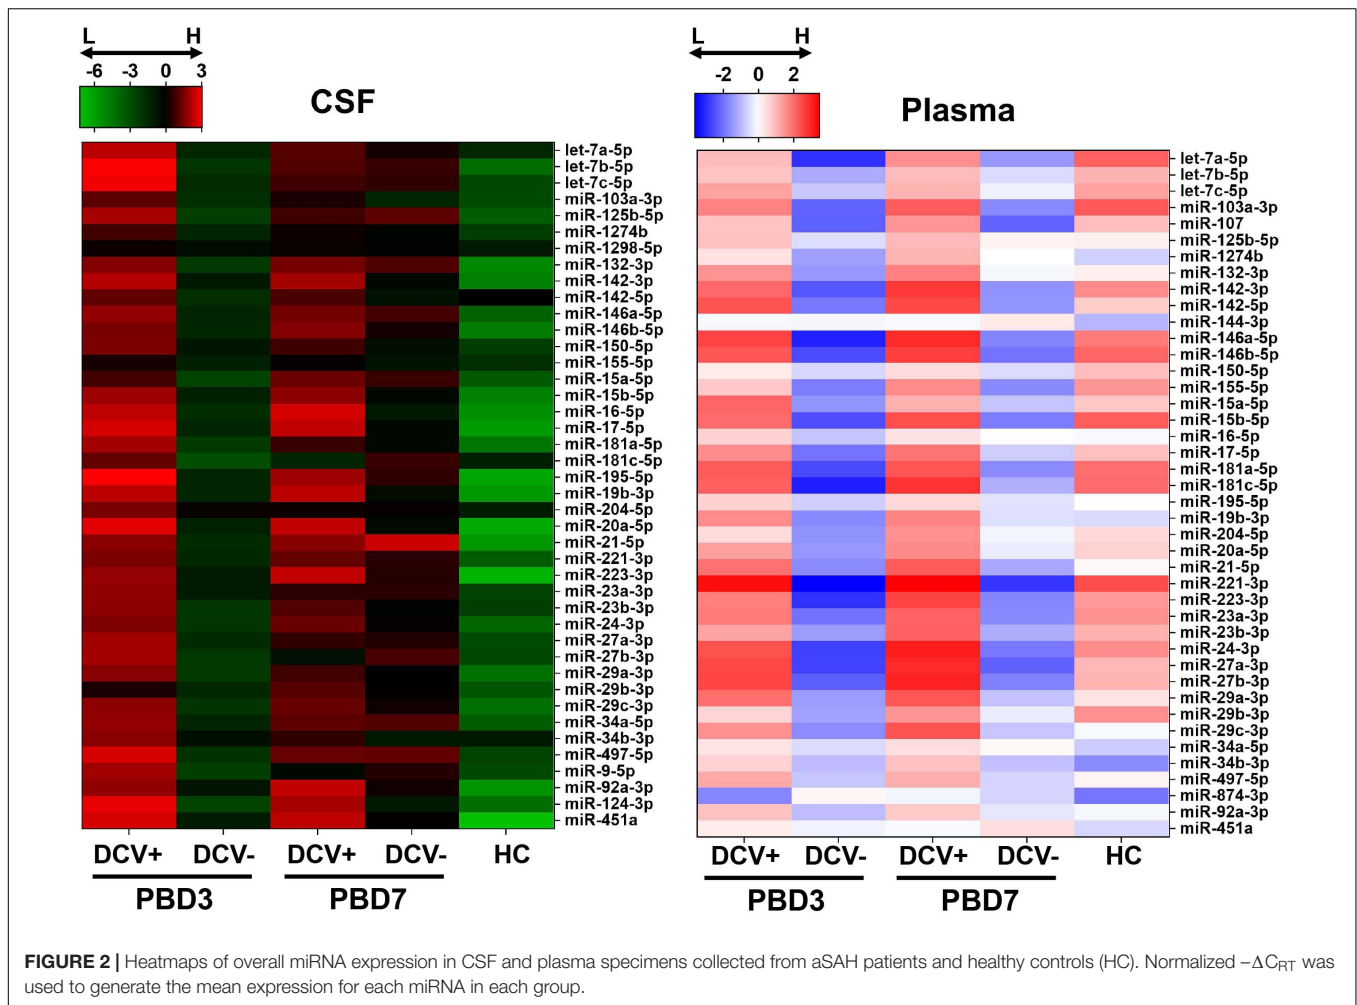 L H
-6 -3 0 3
CSF
let-7a-5p
let-7b-5p
let-7c-5p
miR-103a-3p
miR-125b-5p
miR-1274b
miR-1298-5p
miR-132-3p
miR-142-3p
miR-142-5p
miR-146a-5p
miR-146b-5p
miR-150-5p
miR-155-5p
miR-15a-5p
miR-15b-5p
miR-16-5p
miR-17-5p
miR-181a-5p
miR-181c-5p
miR-195-5p
miR-19b-3p
miR-204-5p
miR-20a-5p
miR-21-5p
miR-221-3p
miR-223-3p
miR-23a-3p
miR-23b-3p
miR-24-3p
miR-27a-3p
miR-27b-3p
miR-29a-3p
miR-29b-3p
miR-29c-3p
miR-34a-5p
miR-34b-3p
miR-497-5p
miR-9-5p
miR-92a-3p
miR-124-3p
miR-451a
DCV+ DCV- DCV+ DCV- HC
PBD3 PBD7
L H
-2 0 2
Plasma
let-7a-5p
let-7b-5p
let-7c-5p
miR-103a-3p
miR-107
miR-125b-5p
miR-1274b
miR-132-3p
miR-142-3p
miR-142-5p
miR-144-3p
miR-146a-5p
miR-146b-5p
miR-150-5p
miR-155-5p
miR-15a-5p
miR-15b-5p
miR-16-5p
miR-17-5p
miR-181a-5p
miR-181c-5p
miR-195-5p
miR-19b-3p
miR-204-5p
miR-20a-5p
miR-21-5p
miR-221-3p
miR-223-3p
miR-23a-3p
miR-23b-3p
miR-24-3p
miR-27a-3p
miR-27b-3p
miR-29a-3p
miR-29b-3p
miR-29c-3p
miR-34a-5p
miR-34b-3p
miR-497-5p
miR-874-3p
miR-92a-3p
miR-451a
DCV+ DCV- DCV+ DCV- HC
PBD3 PBD7
FIGURE 2 | Heatmaps of overall miRNA expression in CSF and plasma specimens collected from aSAH patients and healthy controls (HC). Normalized −ΔC<sub>RT</sub> was
used to generate the mean expression for each miRNA in each group.